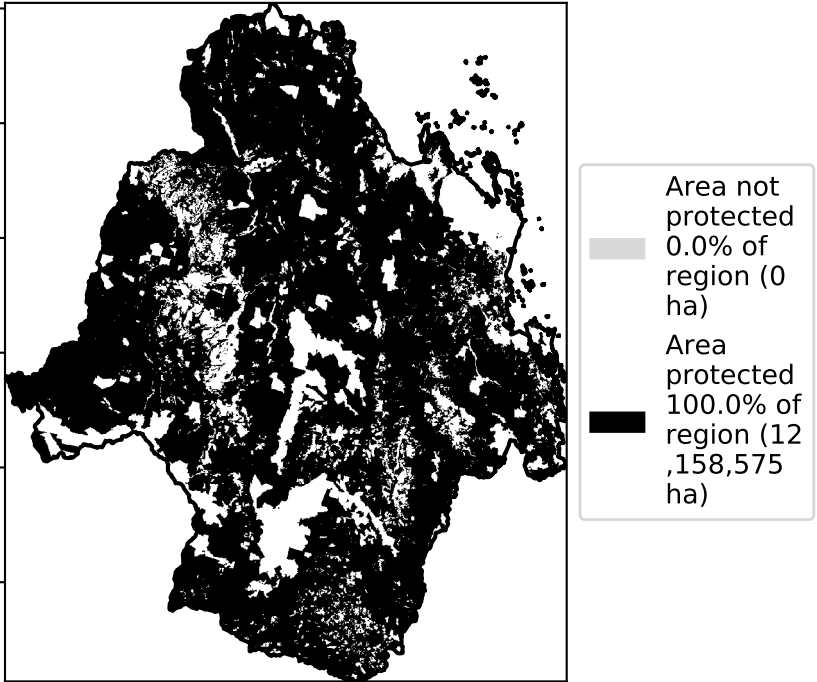 Area not
protected
0.0% of
region (0
ha)
Area
protected
100.0% of
region (12
,158,575
ha)